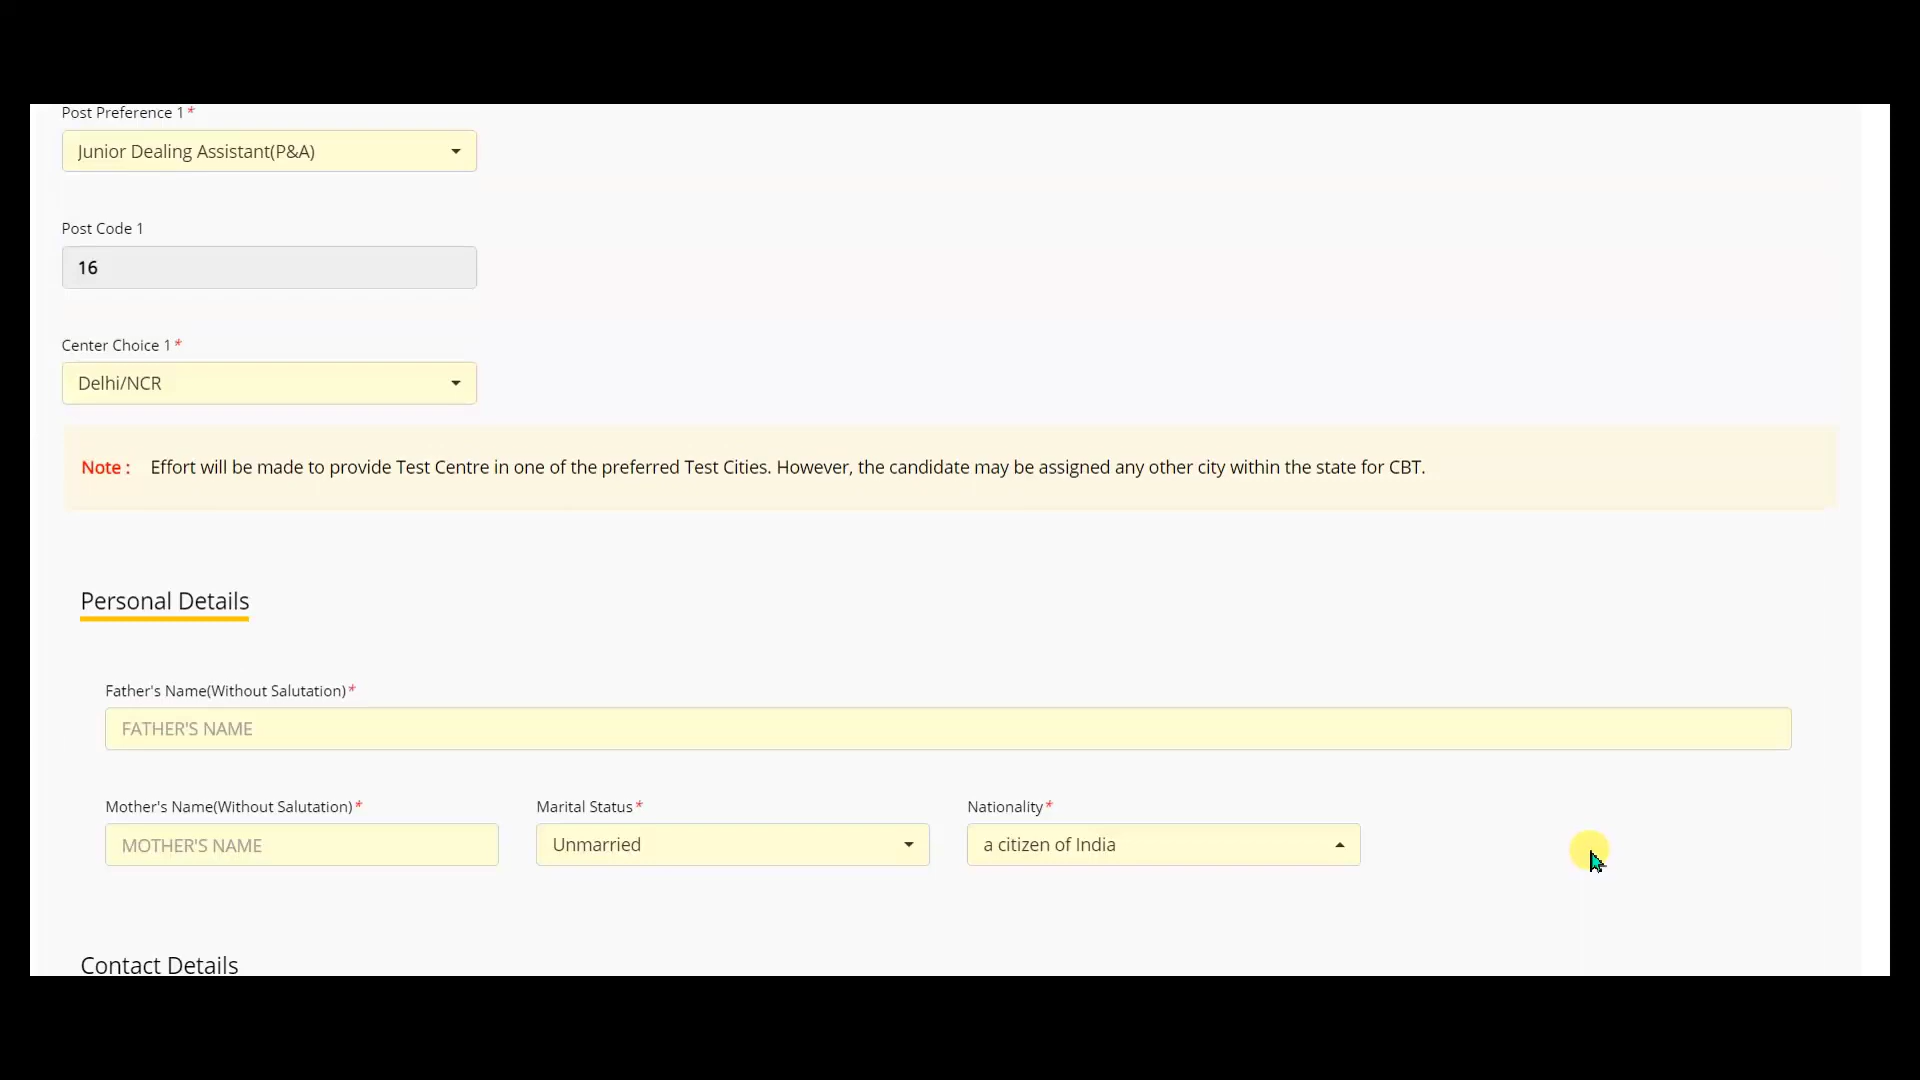 Post Preference 1*
Junior Dealing Assistant(P&A)
Post Code 1
16
Center Choice 1*
Delhi/NCR
Note : Effort will be made to provide Test Centre in one of the preferred Test Cities. However, the candidate may be assigned any other city within the state for CBT.
Personal Details
Father's Name(Without Salutation)*
FATHER'S NAME
Mother's Name(Without Salutation)* Marital Status* Nationality*
MOTHER'S NAME Unmarried a citizen of India
Contact Details